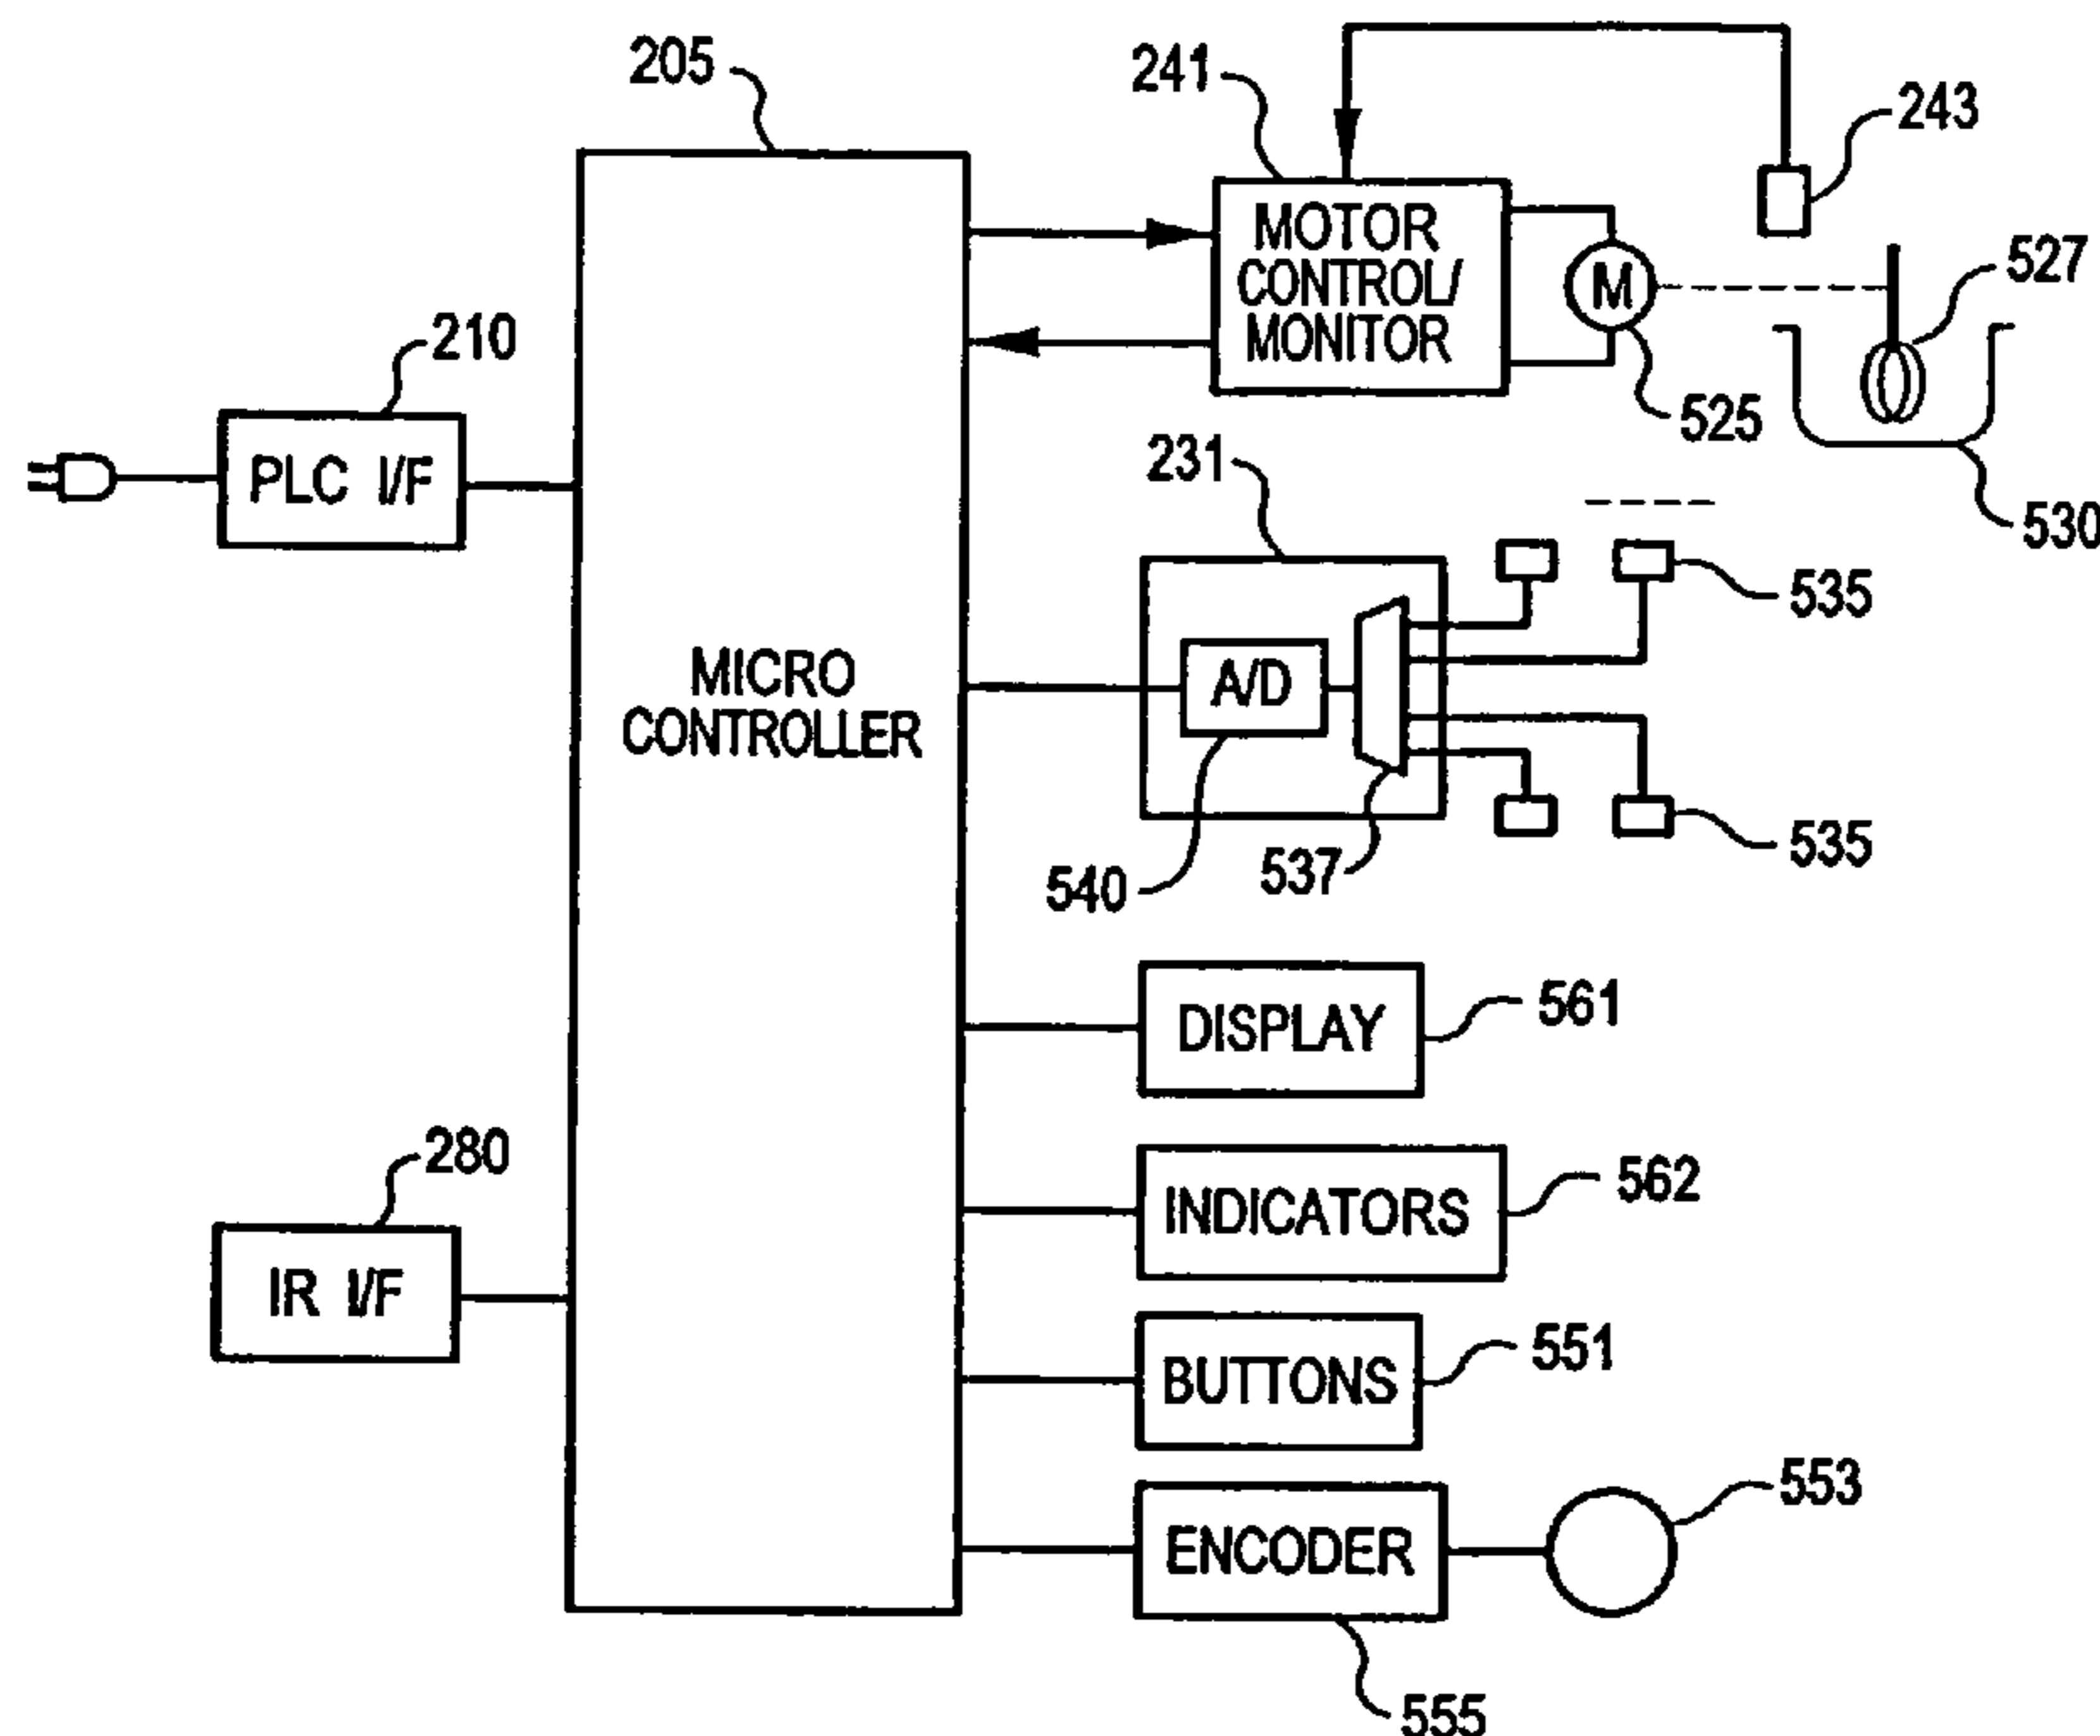 205
241
243
MOTOR
CONTROL/
MONITOR
M
527
210
525
PLC I/F
231
530
535
MICRO
CONTROLLER
A/D
535
540
537
DISPLAY
561
280
INDICATORS
562
IR I/F
BUTTONS
551
ENCODER
553
555